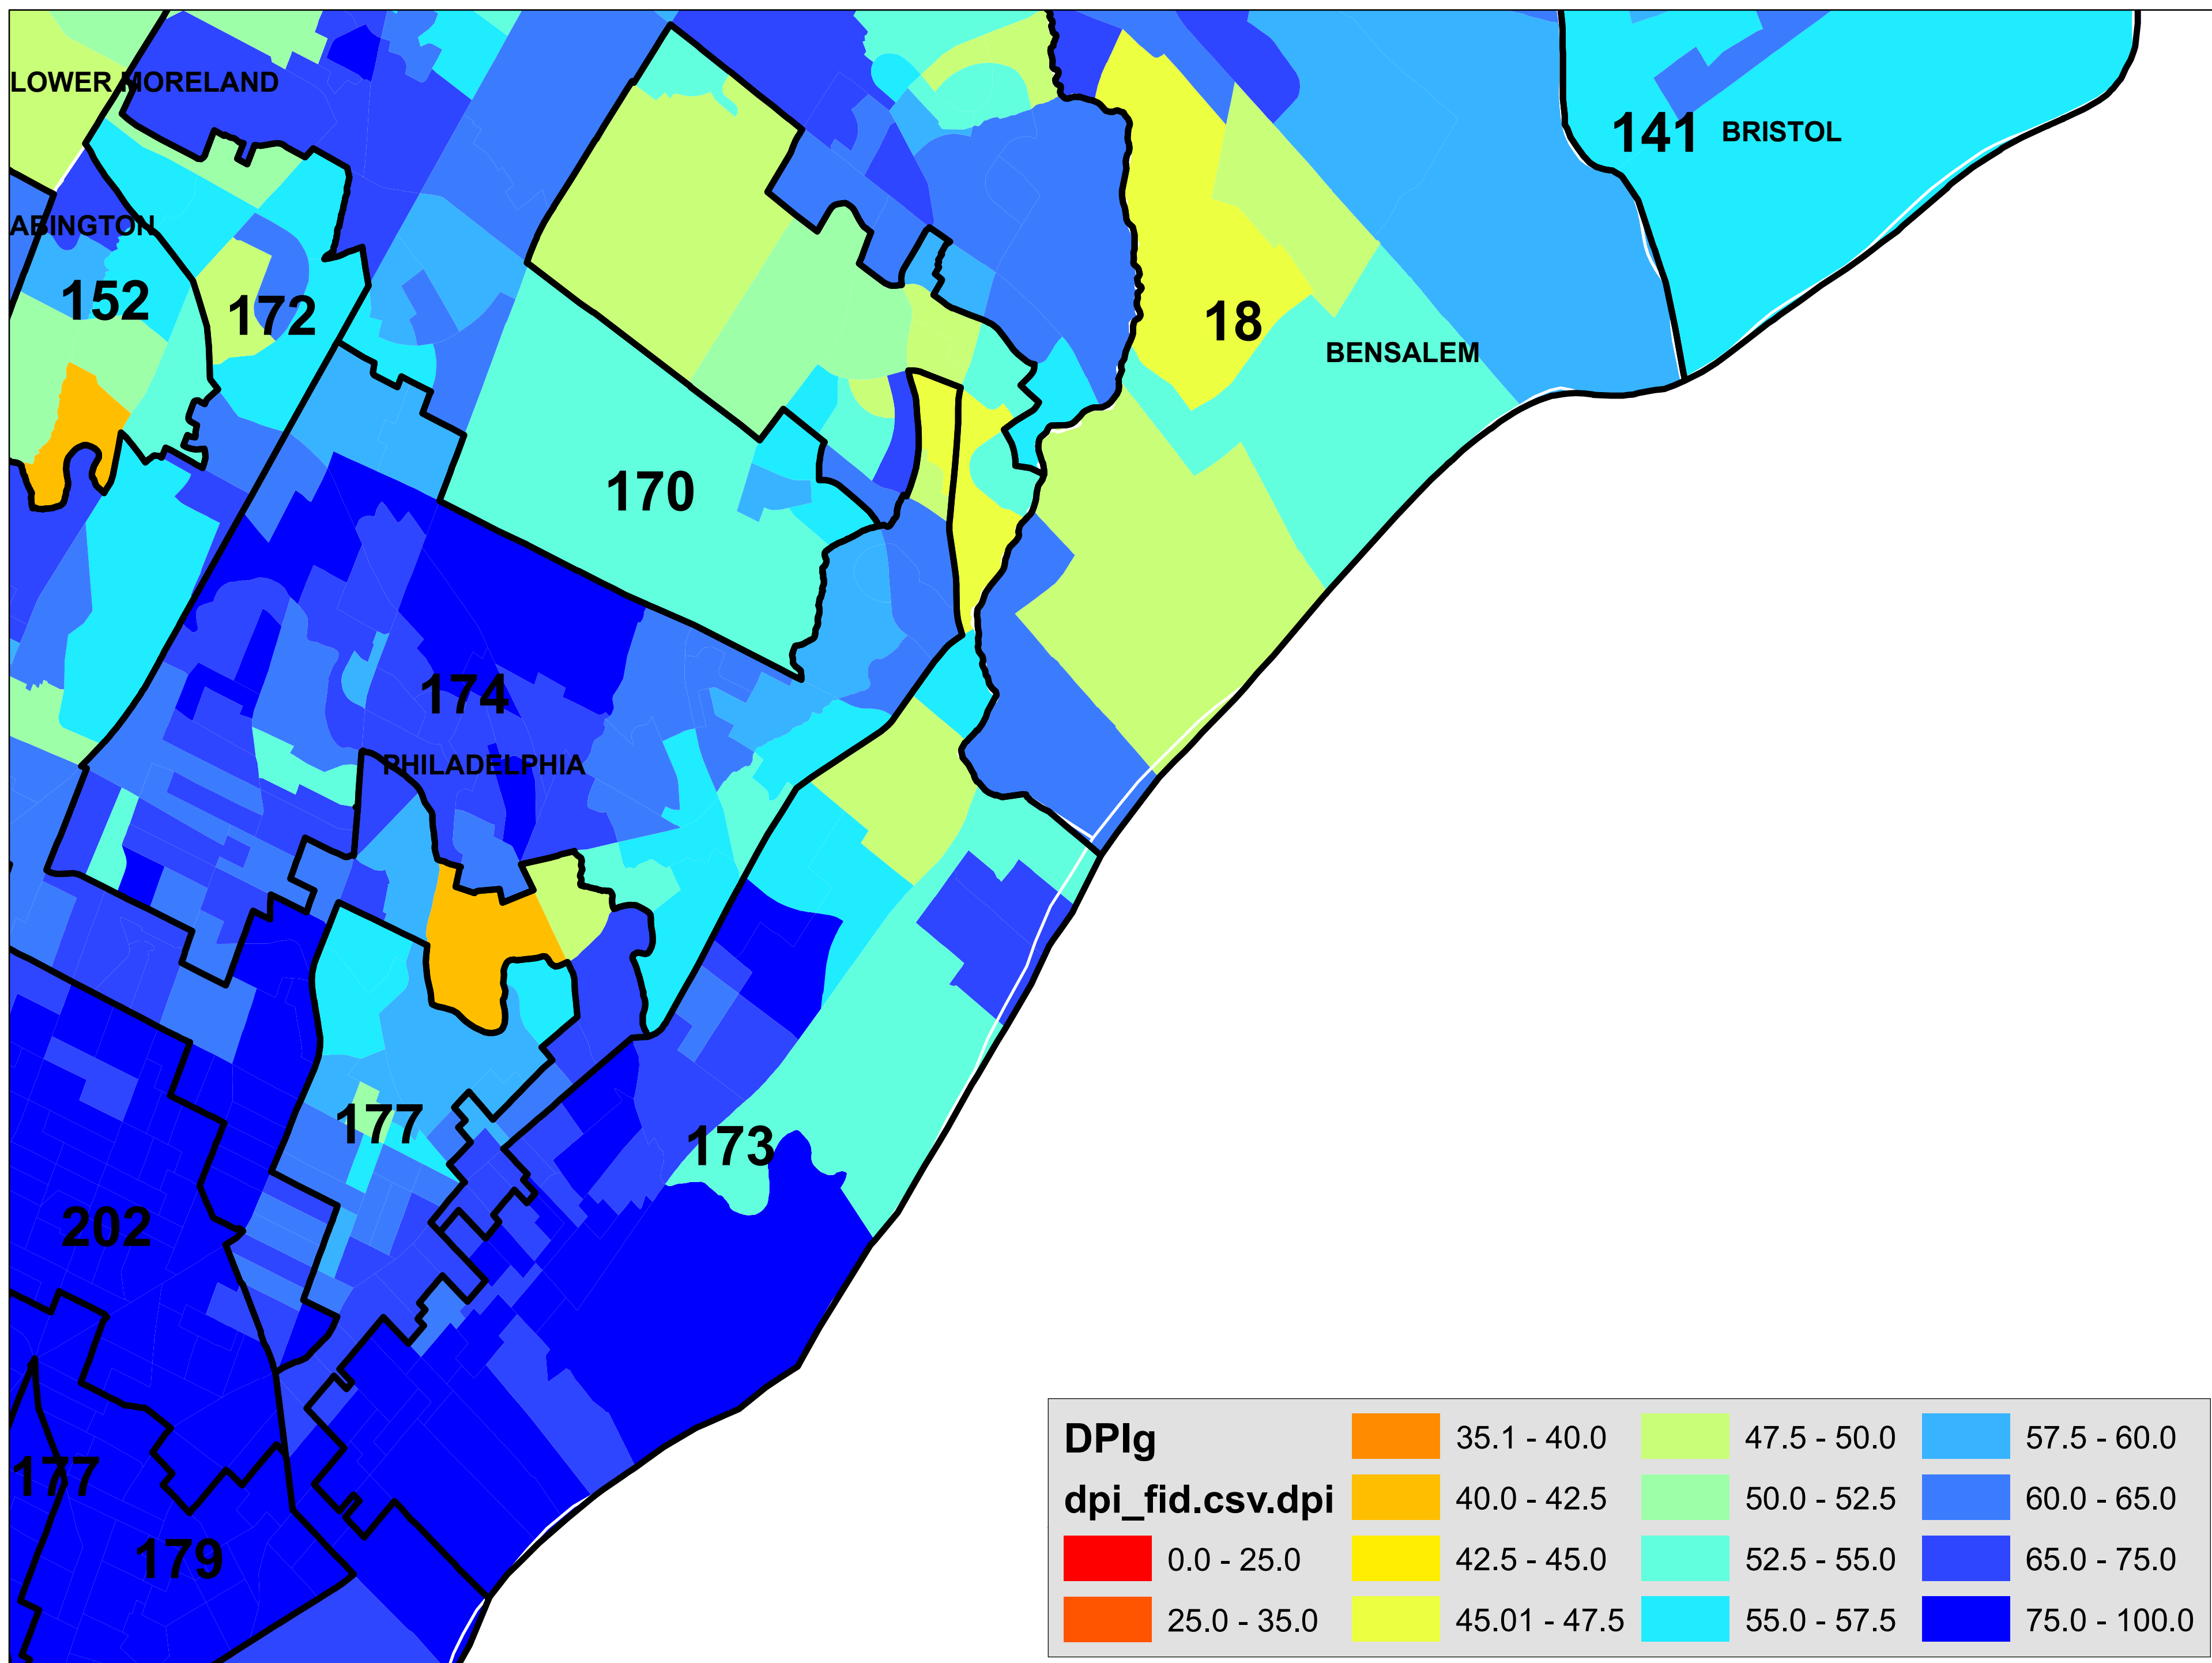 LOWER MORELAND
141 BRISTOL
ABINGTON
152
172
18
BENSALEM
170
174
PHILADELPHIA
177
173
202
177
179
DPIg
dpi_fid.csv.dpi
0.0 - 25.0
25.0 - 35.0
35.1 - 40.0
40.0 - 42.5
42.5 - 45.0
45.01 - 47.5
47.5 - 50.0
50.0 - 52.5
52.5 - 55.0
55.0 - 57.5
57.5 - 60.0
60.0 - 65.0
65.0 - 75.0
75.0 - 100.0